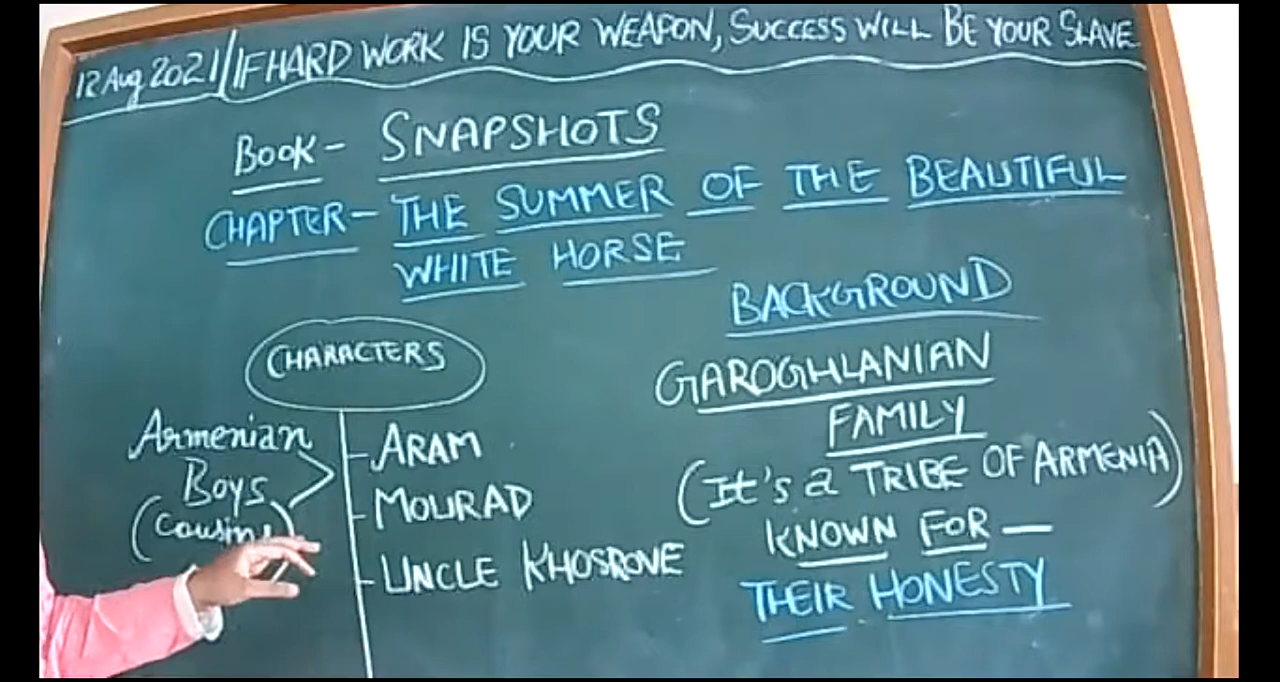 12 Aug 2021/IF HARD WORK IS YOUR WEAPON, SUCCESS WILL BE YOUR SLAVE
BOOK - SNAPSHOTS
CHAPTER - THE SUMMER OF THE BEAUTIFUL
WHITE HORSE
CHARACTERS
Armenian
Boys
(Cousins)
ARAM
MOURAD
UNCLE KHOSROVE
BACKGROUND
GAROGHLANIAN
FAMILY
(It's a TRIBE OF ARMENIA)
KNOWN FOR —
THEIR HONESTY